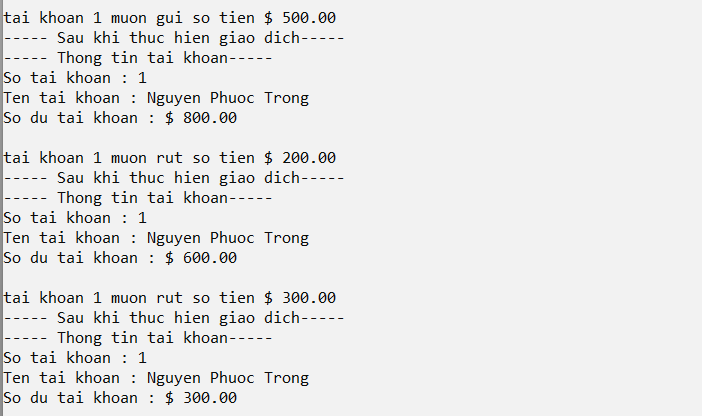 tai khoan 1 muon gui so tien $ 500.00
----- Sau khi thuc hien giao dich-----
----- Thong tin tai khoan-----
So tai khoan : 1
Ten tai khoan : Nguyen Phuoc Trong
So du tai khoan : $ 800.00
tai khoan 1 muon rut so tien $ 200.00
----- Sau khi thuc hien giao dich-----
----- Thong tin tai khoan-----
So tai khoan : 1
Ten tai khoan : Nguyen Phuoc Trong
So du tai khoan : $ 600.00
tai khoan 1 muon rut so tien $ 300.00
----- Sau khi thuc hien giao dich-----
----- Thong tin tai khoan-----
So tai khoan : 1
Ten tai khoan : Nguyen Phuoc Trong
So du tai khoan : $ 300.00